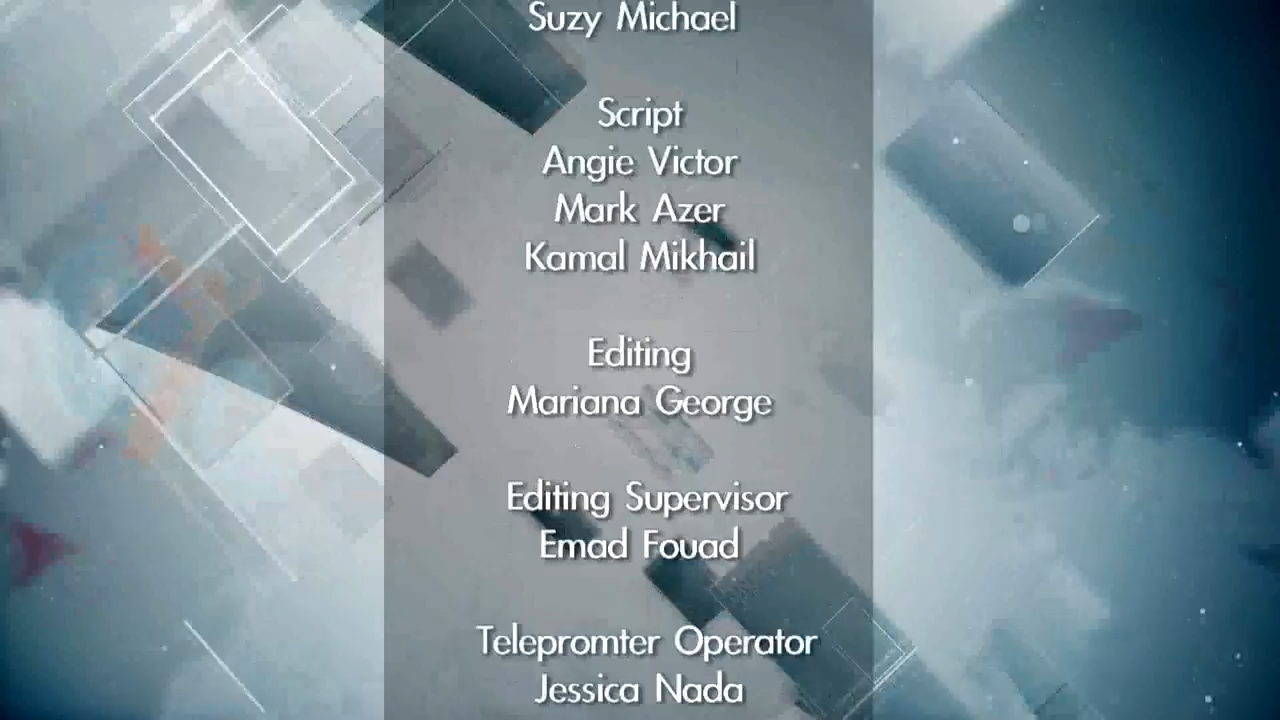 Suzy Michael
Script
Angie Victor
Mark Azer
Kamal Mikhail
Editing
Mariana George
Editing Supervisor
Emad Fouad
Telepromter Operator
Jessica Nada